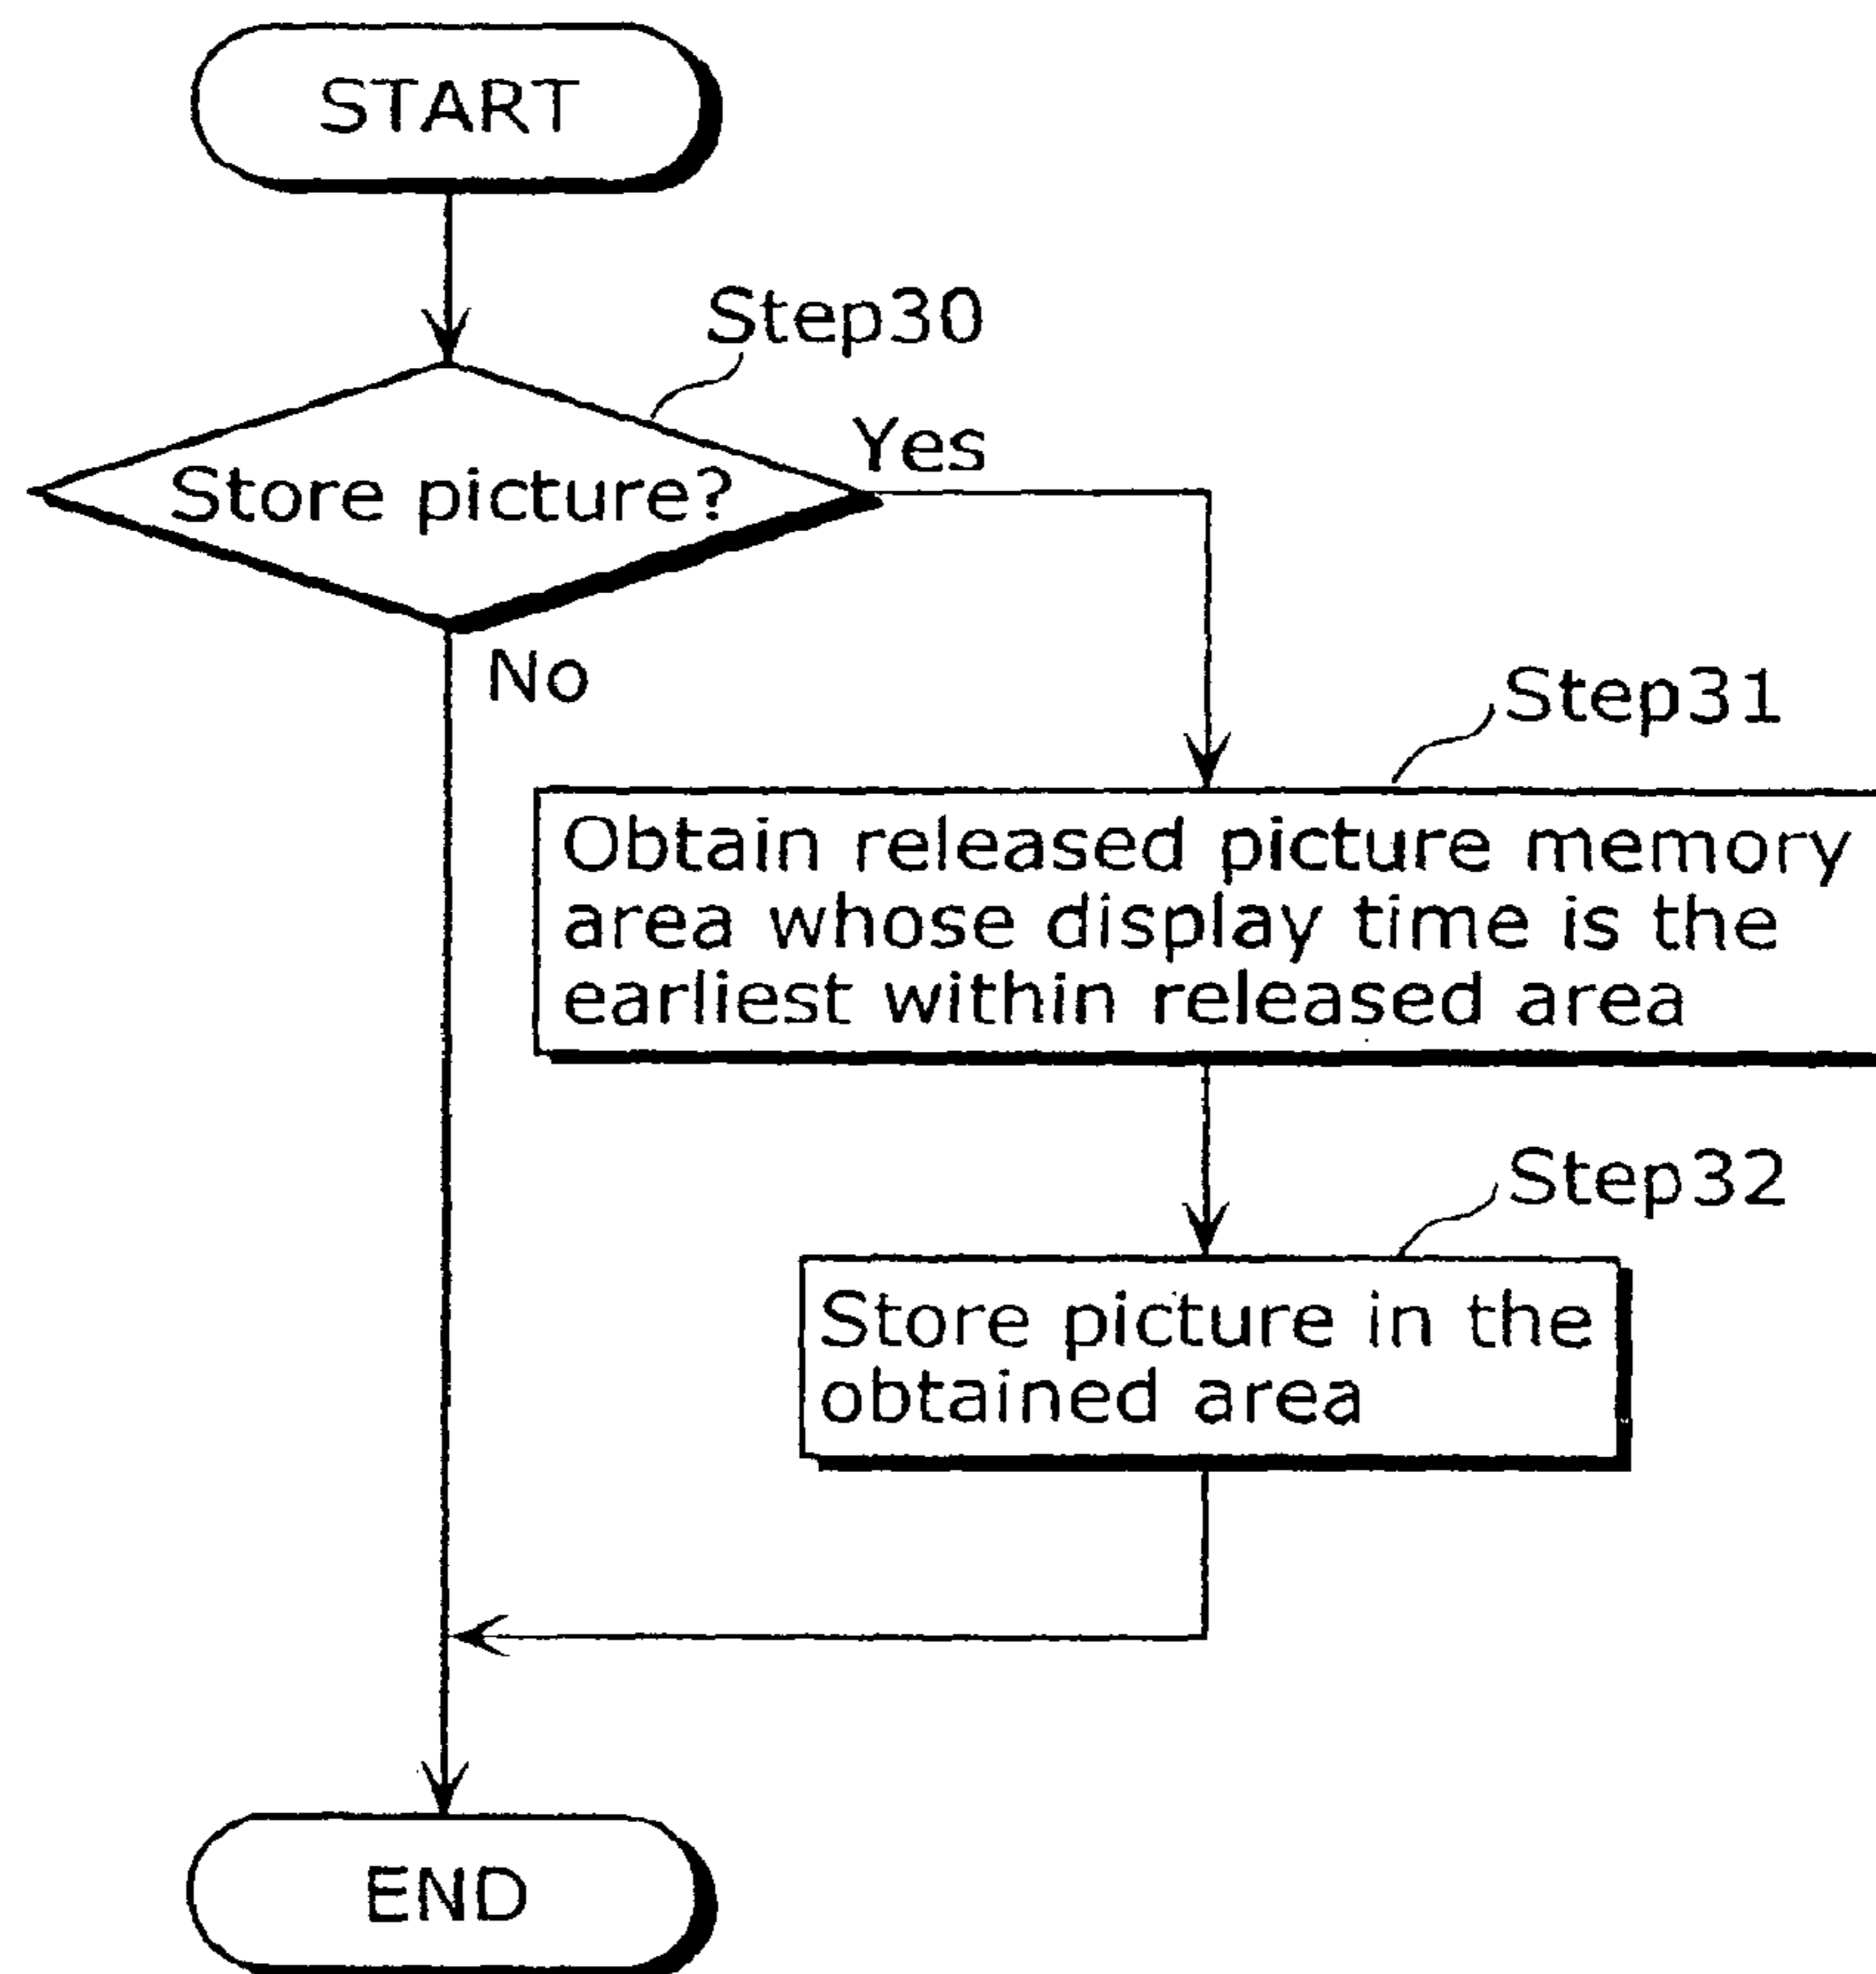 START
Step30
Yes
Store picture?
No
Step31
Obtain released picture memory
area whose display time is the
earliest within released area
Step32
Store picture in the
obtained area
END